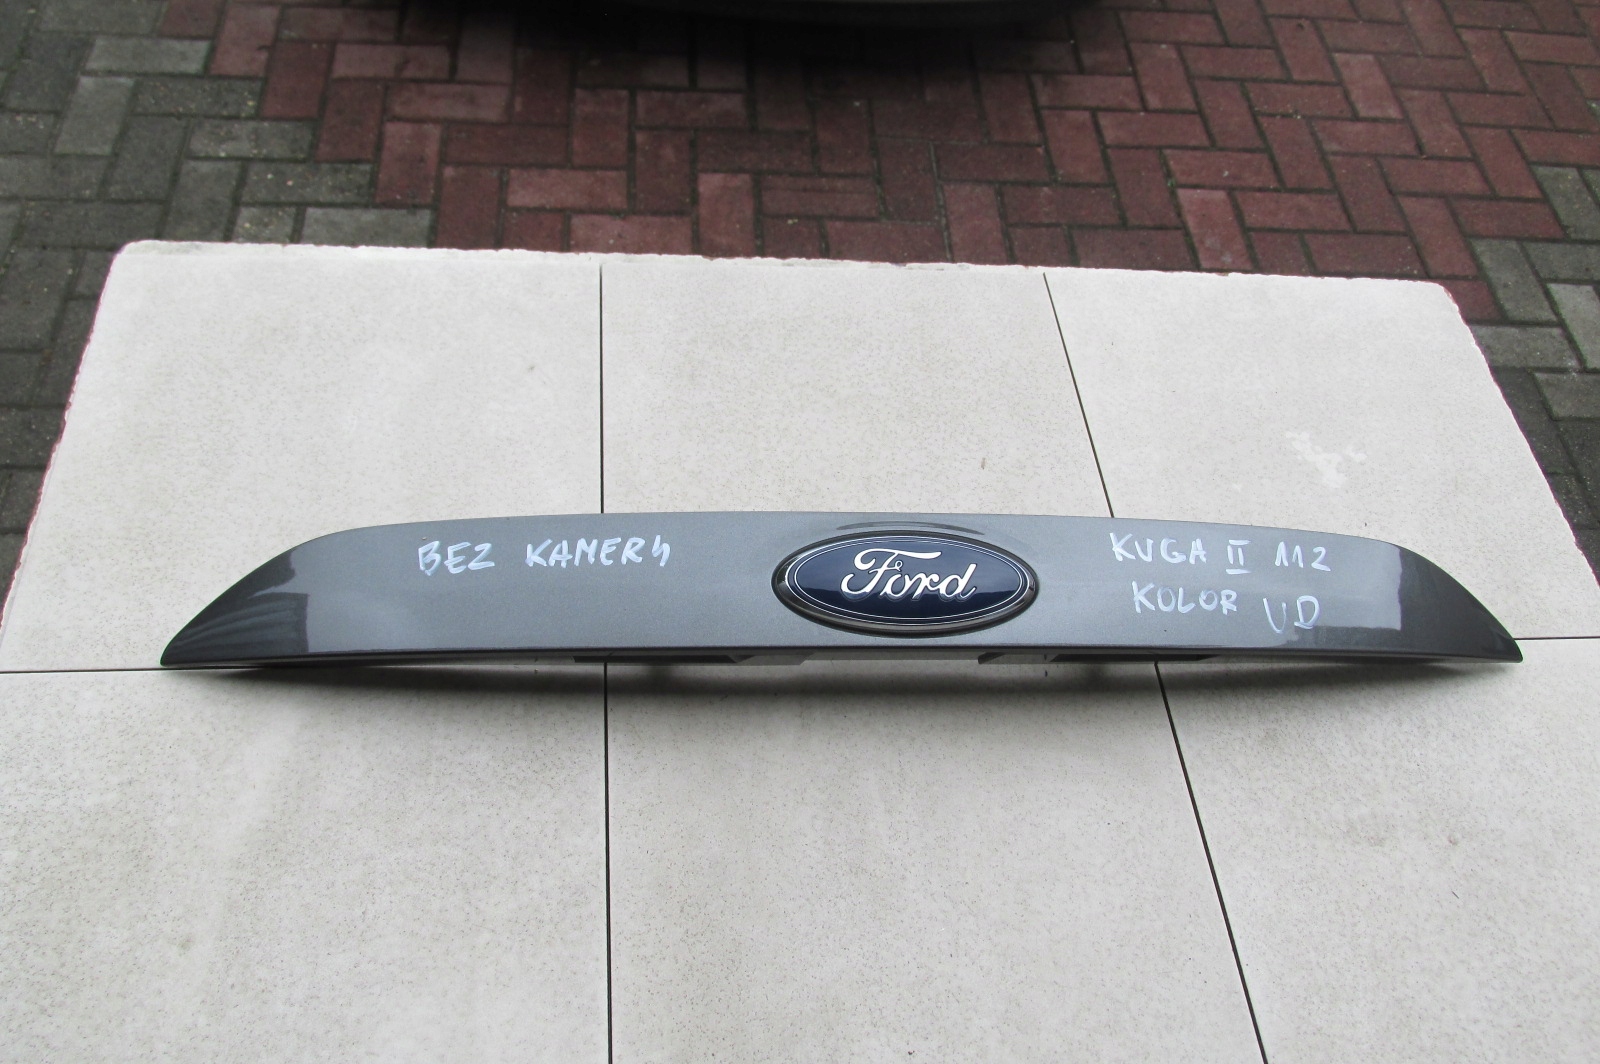 BEZ KAMERY
Ford
KUGA II 112
KOLOR UD